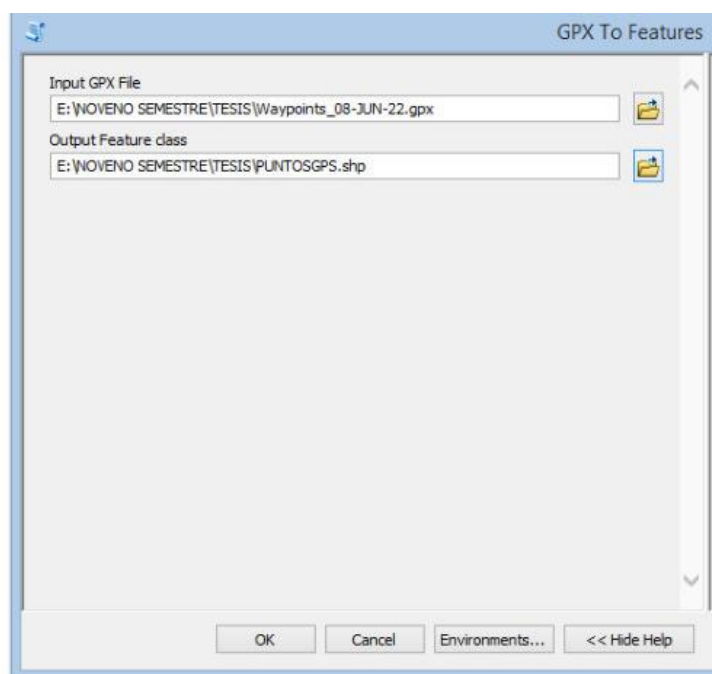 GPX To Features
Input GPX File
E:\NOVENO SEMESTRE\TESIS\Waypoints_08-JUN-22.gpx
Output Feature class
E:\NOVENO SEMESTRE\TESIS\PUNTOSGPS.shp
OK Cancel Environments... << Hide Help